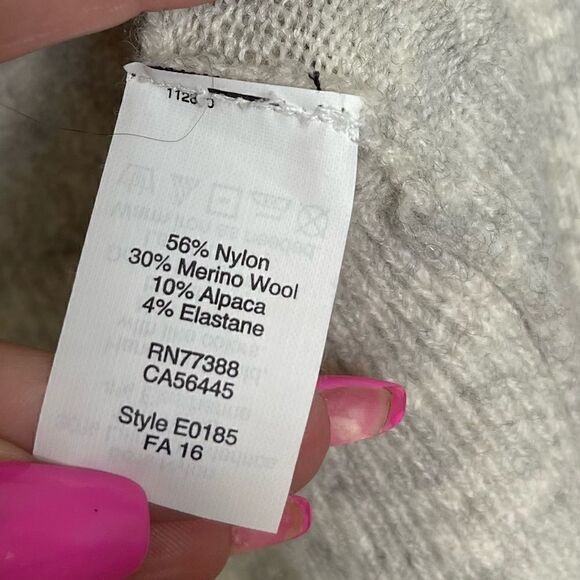 56% Nylon
30% Merino Wool
10% Alpaca
4% Elastane
RN77388
CA56445
Style E0185
FA 16